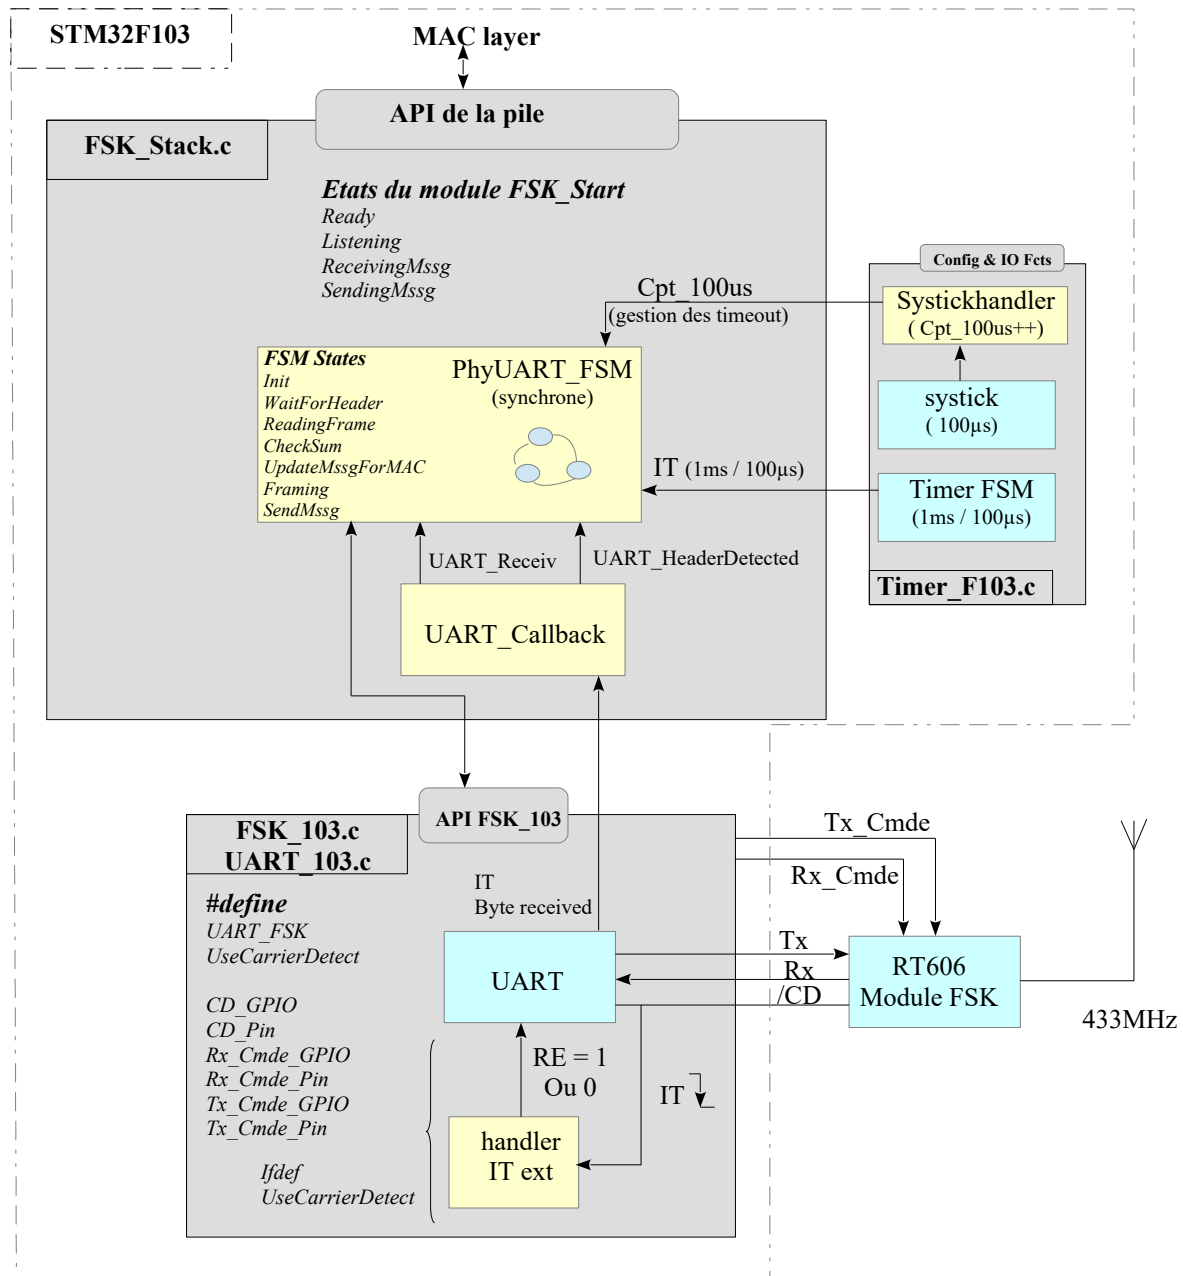 STM32F103
MAC layer
API de la pile
FSK_Stack.c
Etats du module FSK_Start
Ready
Listening
ReceivingMssg
SendingMssg
Config & IO Fcts
Cpt_100us
(gestion des timeout)
Systickhandler
( Cpt_100us++)
systick
( 100µs)
FSM States
Init
WaitForHeader
ReadingFrame
CheckSum
UpdateMssgForMAC
Framing
SendMssg
PhyUART_FSM
(synchrone)
IT (1ms / 100µs)
Timer FSM
(1ms / 100µs)
Timer_F103.c
UART_Receiv
UART_HeaderDetected
UART_Callback
API FSK_103
FSK_103.c
UART_103.c
#define
UART_FSK
UseCarrierDetect
CD_GPIO
CD_Pin
Rx_Cmde_GPIO
Rx_Cmde_Pin
Tx_Cmde_GPIO
Tx_Cmde_Pin
Ifdef
UseCarrierDetect
IT
Byte received
UART
RE = 1
Ou 0
handler
IT ext
IT
Tx_Cmde
Rx_Cmde
Tx
Rx
/CD
RT606
Module FSK
433MHz